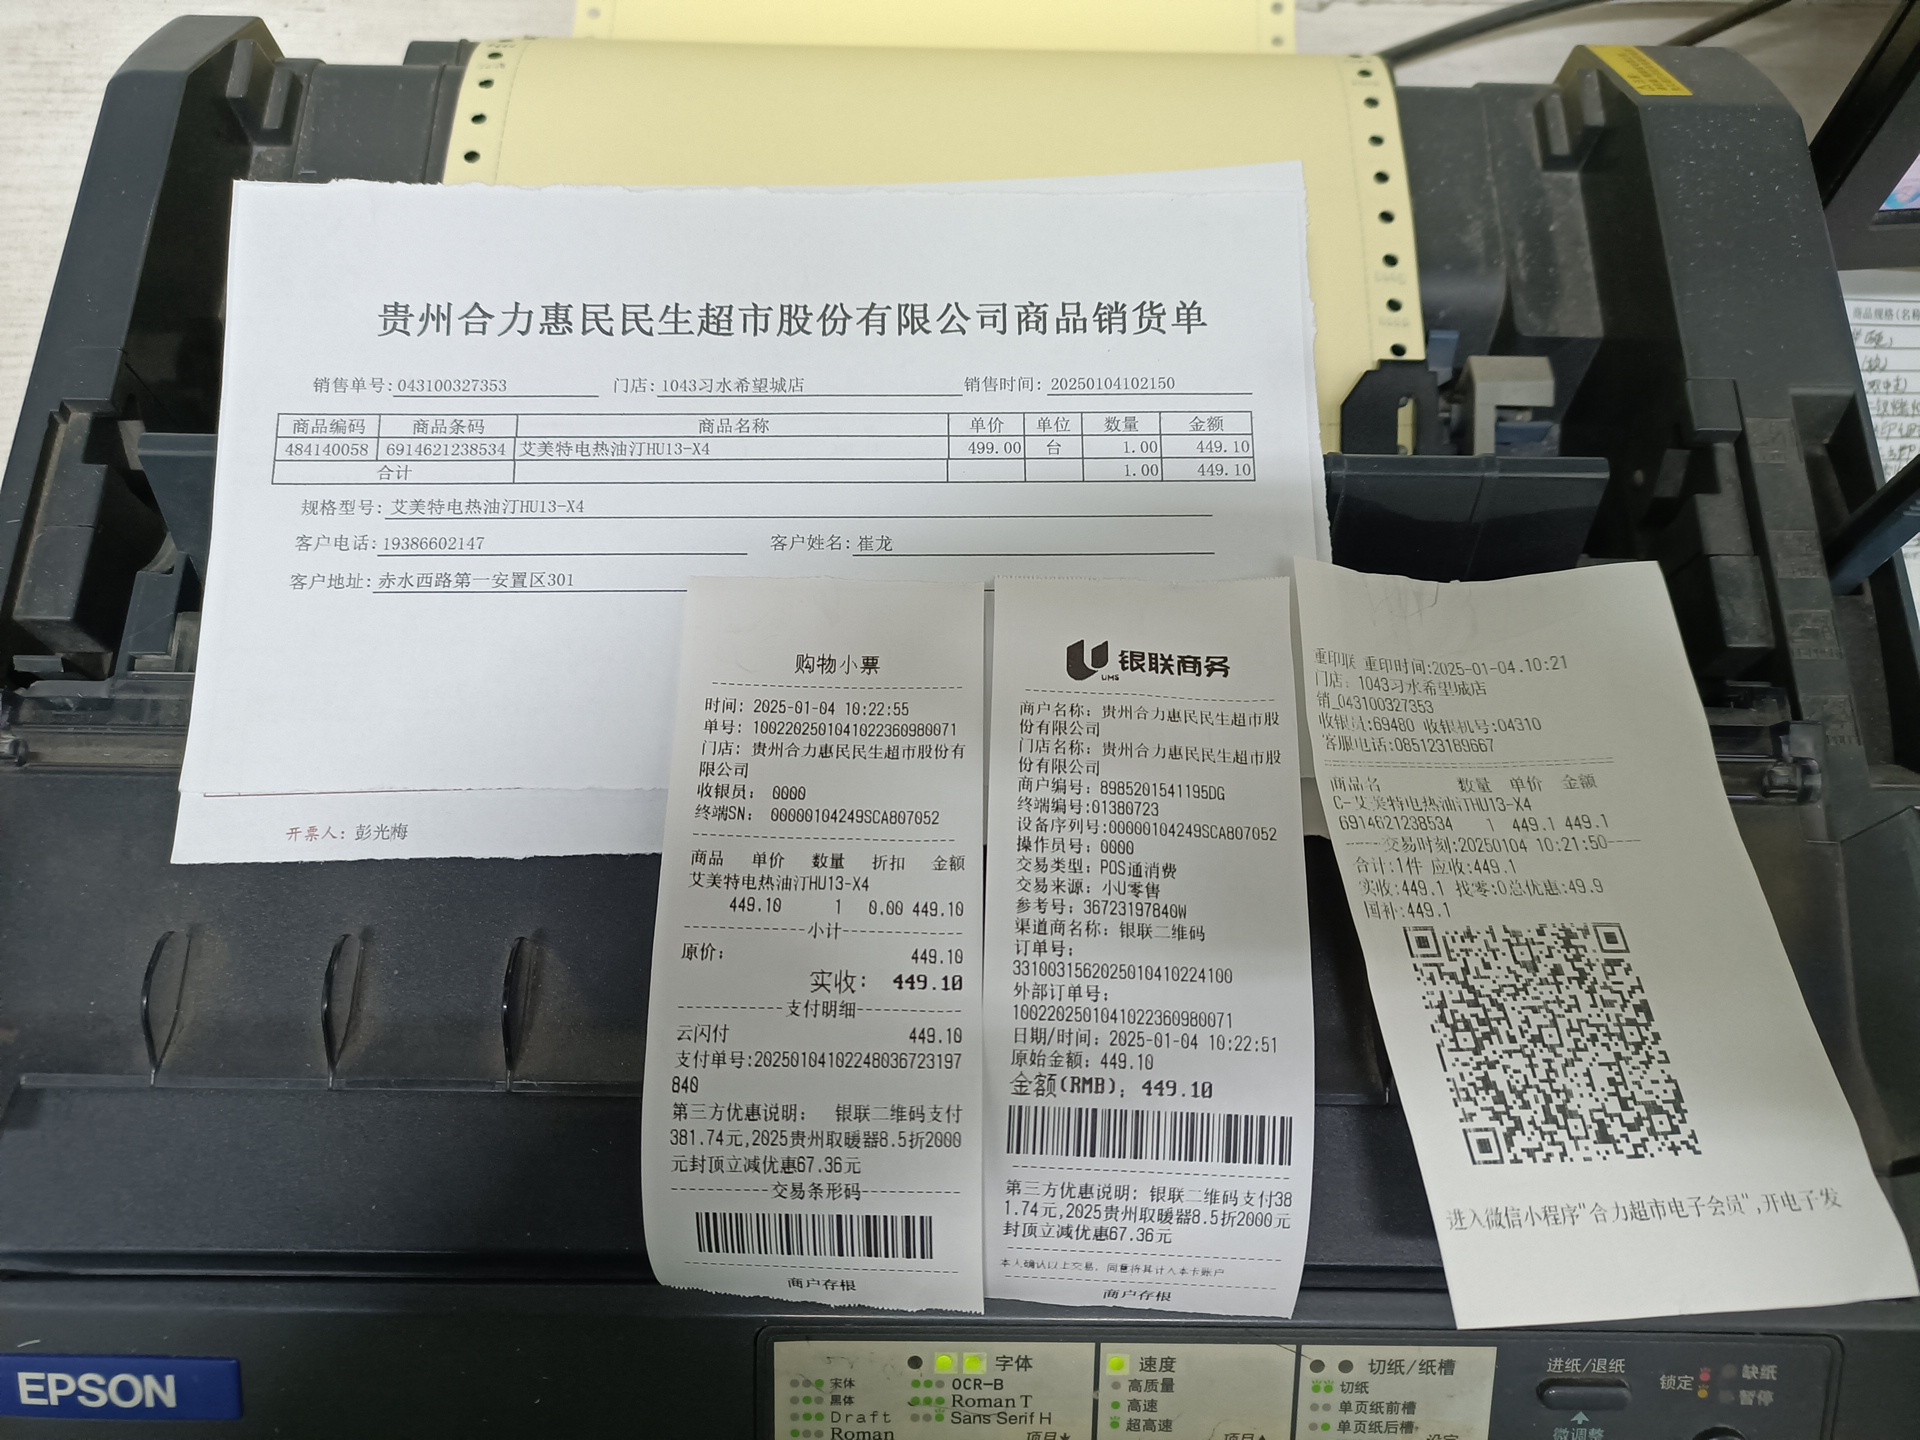 贵州合力惠民民生超市股份有限公司商品销货单
销售单号:043100327353 门店:1043习水希望城店 销售时间: 20250104102150
商品编码 商品条码 商品名称 单价 单位 数量 金额
484140058 6914621238534 艾美特电热油汀HU13-X4 499.00 台 1.00 449.10
合计 1.00 449.10
规格型号: 艾美特电热油汀HU13-X4
客户电话: 19386602147 客户姓名: 崔龙
客户地址: 赤水西路第一安置区301
开票人: 彭光梅
购物小票
时间: 2025-01-04 10:22:55
单号: 1002202501041022360980071
门店: 贵州合力惠民民生超市股份有
限公司
收银员: 0000
终端SN: 00000104249SCA807052
商品 单价 数量 折扣 金额
艾美特电热油汀HU13-X4
449.10 1 0.00 449.10
小计
原价: 449.10
实收: 449.10
支付明细
云闪付 449.10
支付单号:20250104102248036723197
840
第三方优惠说明: 银联二维码支付
381.74元,2025贵州取暖器8.5折2000
元封顶立减优惠67.36元
交易条形码
商户存根
银联商务
UMS
商户名称: 贵州合力惠民民生超市股
份有限公司
门店名称: 贵州合力惠民民生超市股
份有限公司
商户编号: 8985201541195DG
终端编号:01380723
设备序列号:00000104249SCA807052
操作员号: 0000
交易类型: POS通消费
交易来源: 小U零售
参考号: 36723197840W
渠道商名称: 银联二维码
订单号:
3310031562025010410224100
外部订单号:
1002202501041022360980071
日期/时间: 2025-01-04 10:22:51
原始金额: 449.10
金额(RMB): 449.10
第三方优惠说明: 银联二维码支付38
1.74元,2025贵州取暖器8.5折2000元
封顶立减优惠67.36元
本人确认以上交易, 同意将其计入本卡账户
商户存根
重印联 重印时间:2025-01-04.10:21
门店: 1043习水希望城店
销_043100327353
收银员:69480 收银机号:04310
客服电话:085123189667
商品名 数量 单价 金额
C-艾美特电热油汀HU13-X4
6914621238534 1 449.1 449.1
交易时刻:20250104 10:21:50
合计:1件 应收:449.1
实收:449.1 找零:0总优惠:49.9
国补:449.1
进入微信小程序"合力超市电子会员",开电子发
EPSON
字体
宋体
黑体
Draft
Roman
OCR-B
Roman T
Sans Serif H
速度
高质量
高速
超高速
切纸/纸槽
切纸
单页纸前槽
单页纸后槽
进纸/退纸
微调整
锁定
缺纸
暂停